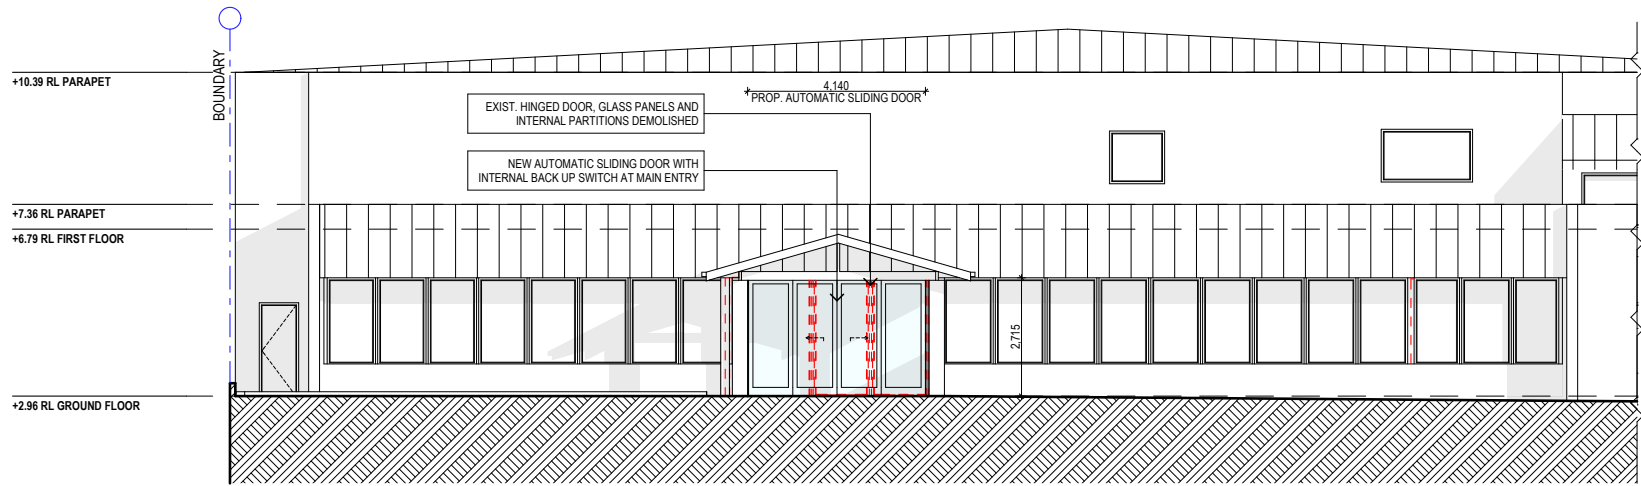 BOUNDARY
+10.39 RL PARAPET
4,140
PROP. AUTOMATIC SLIDING DOOR
EXIST. HINGED DOOR, GLASS PANELS AND
INTERNAL PARTITIONS DEMOLISHED
NEW AUTOMATIC SLIDING DOOR WITH
INTERNAL BACK UP SWITCH AT MAIN ENTRY
+7.36 RL PARAPET
+6.79 RL FIRST FLOOR
2,715
+2.96 RL GROUND FLOOR